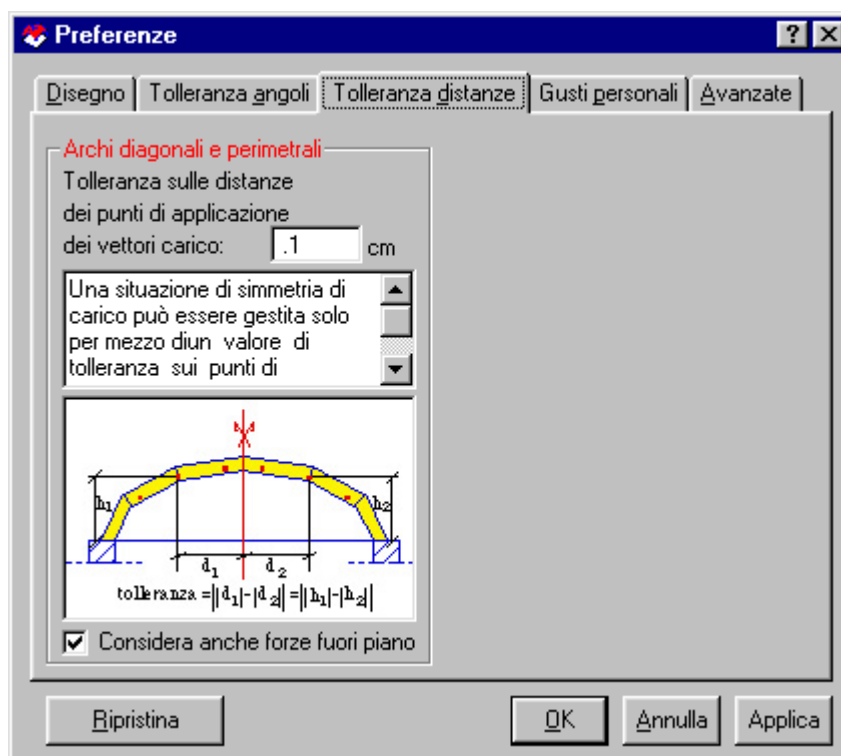 Preferenze
Disegno
Tolleranza angoli
Tolleranza distanze
Gusti personali
Avanzate
Archi diagonali e perimetrali
Tolleranza sulle distanze
dei punti di applicazione
dei vettori carico: .1 cm
Una situazione di simmetria di
carico può essere gestita solo
per mezzo diun valore di
tolleranza sui punti di
h1
h2
d1
d2
tolleranza =||d1|-|d2||=||h1|-|h2||
Considera anche forze fuori piano
Ripristina
OK
Annulla
Applica